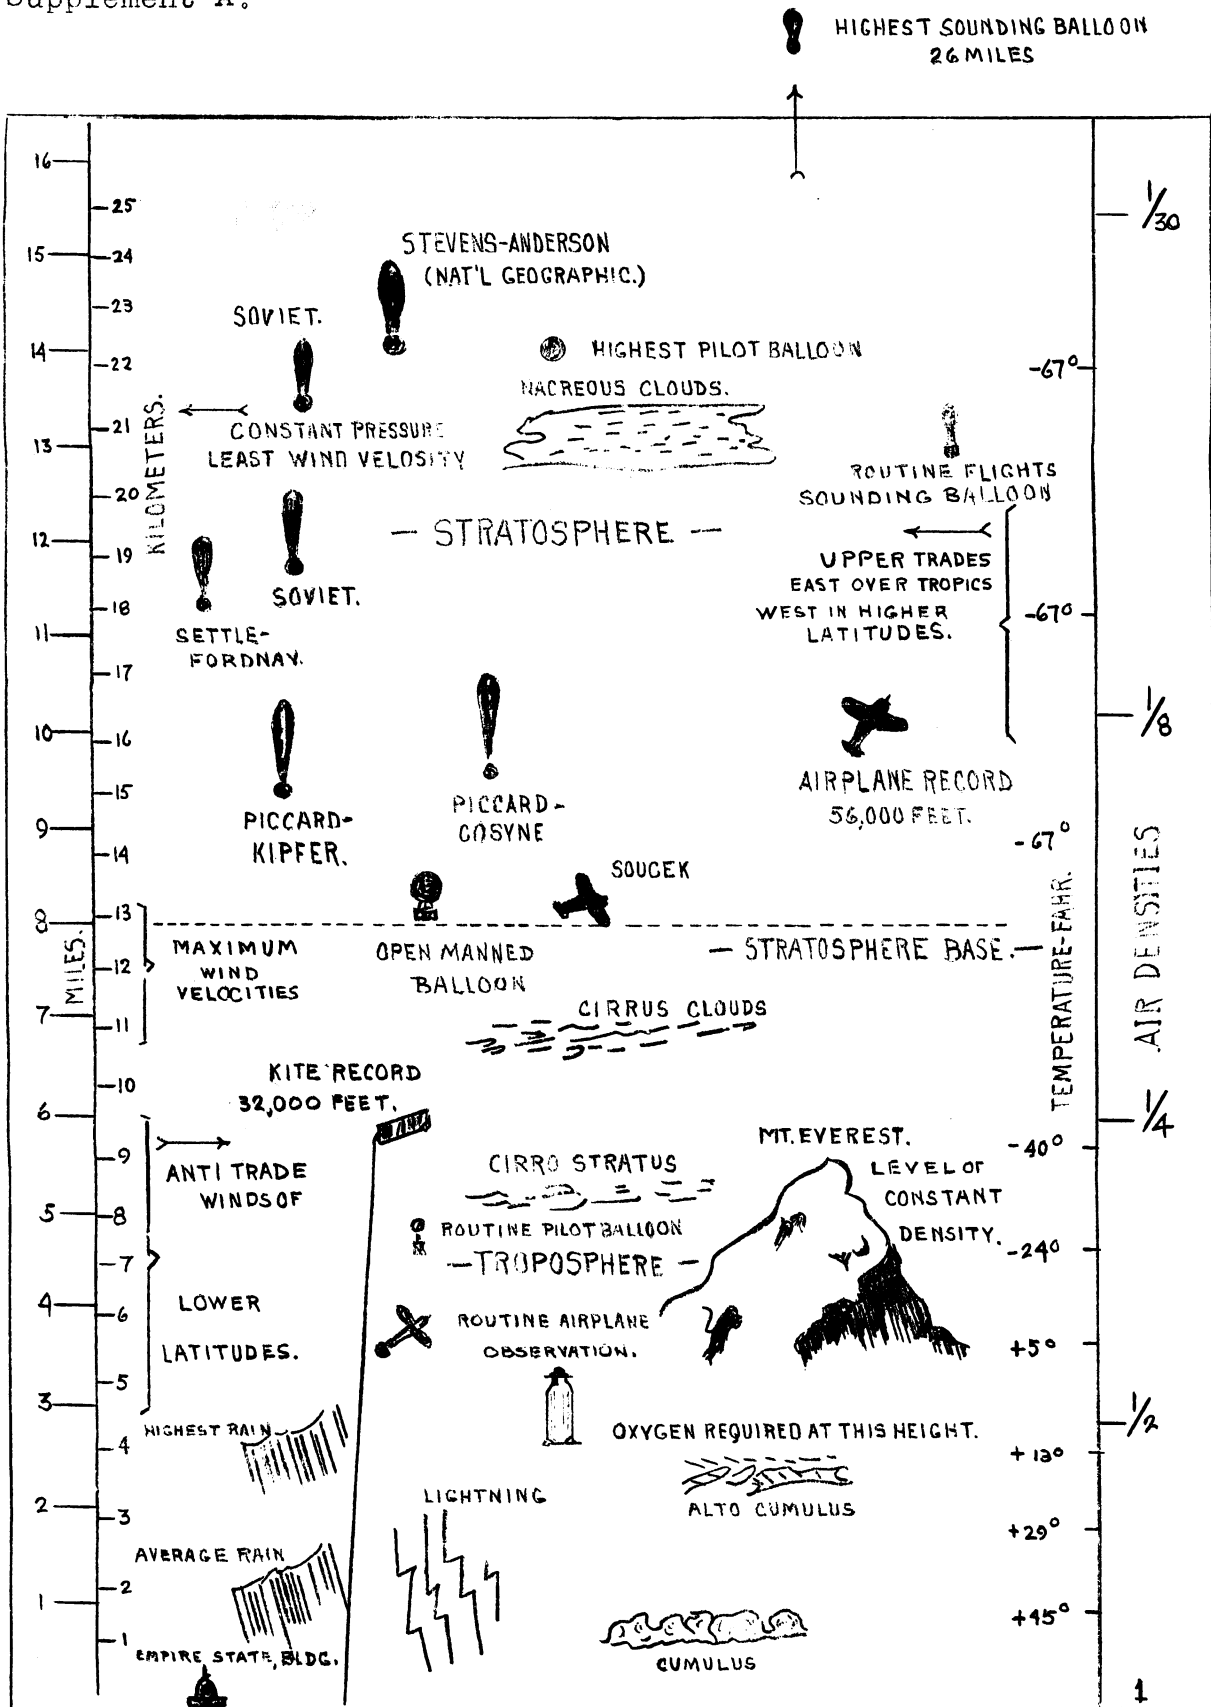 Supplement A.
HIGHEST SOUNDING BALLOON
26 MILES
16
25
1/30
STEVENS-ANDERSON
15
24
(NAT'L GEOGRAPHIC.)
23
SOVIET.
14
22
HIGHEST PILOT BALLOON
-67°
NACREOUS CLOUDS.
21
CONSTANT PRESSURE
13
LEAST WIND VELOSITY
ROUTINE FLIGHTS
SOUNDING BALLOON
20
KILOMETERS.
- STRATOSPHERE -
12
19
UPPER TRADES
EAST OVER TROPICS
WEST IN HIGHER
LATITUDES.
SOVIET.
18
-67°
11
SETTLE-
FORDNAV.
17
1/8
10
16
AIRPLANE RECORD
56,000 FEET.
15
PICCARD-
KIPFER.
PICCARD-
COSYNE
9
-67°
14
SOUCEK
13
8
MAXIMUM
WIND
VELOCITIES
OPEN MANNED
BALLOON
- STRATOSPHERE BASE. -
MILES.
12
TEMPERATURE-FAHR.
AIR DENSITIES
7
11
CIRRUS CLOUDS
KITE RECORD
32,000 FEET.
10
6
1/4
MT. EVEREST.
-40°
9
ANTI TRADE
WINDS OF
CIRRO STRATUS
LEVEL OF
CONSTANT
DENSITY.
5
8
ROUTINE PILOT BALLOON
7
-TROPOSPHERE -
-24°
4
LOWER
6
LATITUDES.
ROUTINE AIRPLANE
OBSERVATION.
+5°
5
3
HIGHEST RAIN
1/2
OXYGEN REQUIRED AT THIS HEIGHT.
4
+13°
LIGHTNING
ALTO CUMULUS
2
3
+29°
AVERAGE RAIN
2
1
+45°
1
EMPIRE STATE, BLDG.
CUMULUS
1